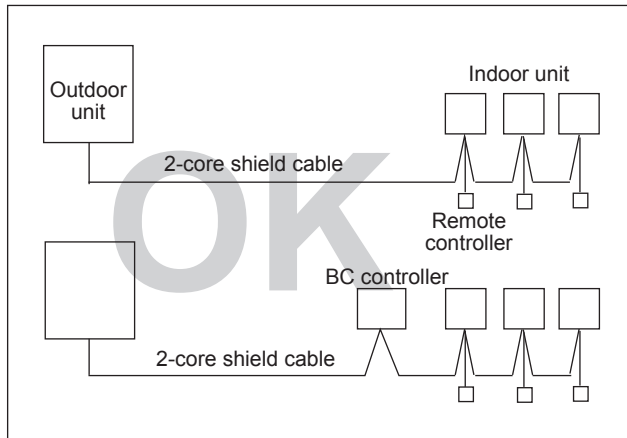 Outdoor
unit
Indoor unit
2-core shield cable
Remote
controller
OK
BC controller
2-core shield cable